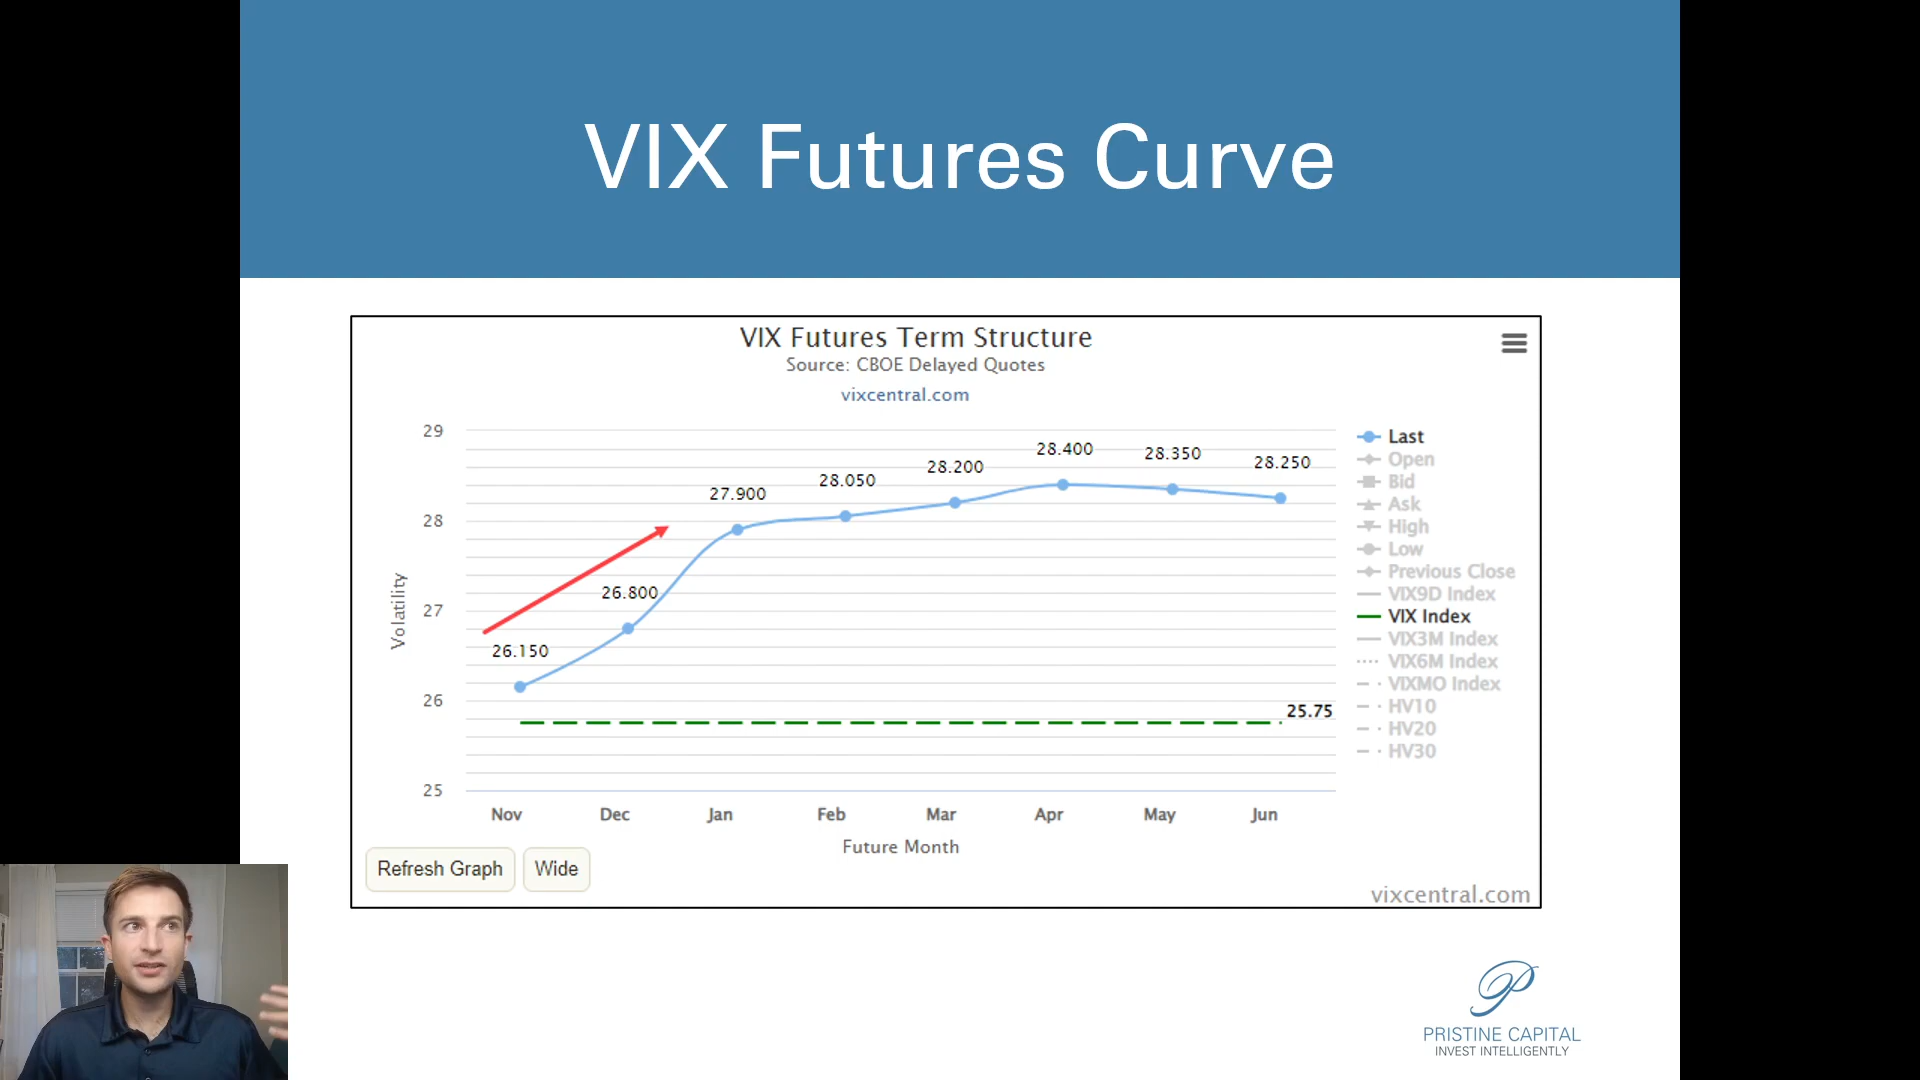 VIX Futures Curve
VIX Futures Term Structure
Source: CBOE Delayed Quotes
vixcentral.com
29
28
27
26
25
Volatility
26.150
26.800
27.900
28.050
28.200
28.400
28.350
28.250
25.75
Nov Dec Jan Feb Mar Apr May Jun
Future Month
Last
Open
Bid
Ask
High
Low
Previous Close
VIX9D Index
VIX Index
VIX3M Index
VIX6M Index
VIXMO Index
HV10
HV20
HV30
Refresh Graph Wide
vixcentral.com
P
PRISTINE CAPITAL
INVEST INTELLIGENTLY